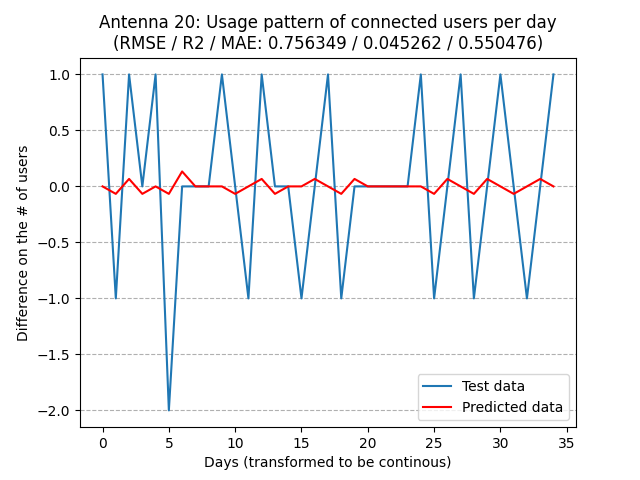 Antenna 20: Usage pattern of connected users per day
(RMSE / R2 / MAE: 0.756349 / 0.045262 / 0.550476)
Difference on the # of users
1.0
0.5
0.0
−0.5
−1.0
−1.5
−2.0
Test data
Predicted data
0 5 10 15 20 25 30 35
Days (transformed to be continous)